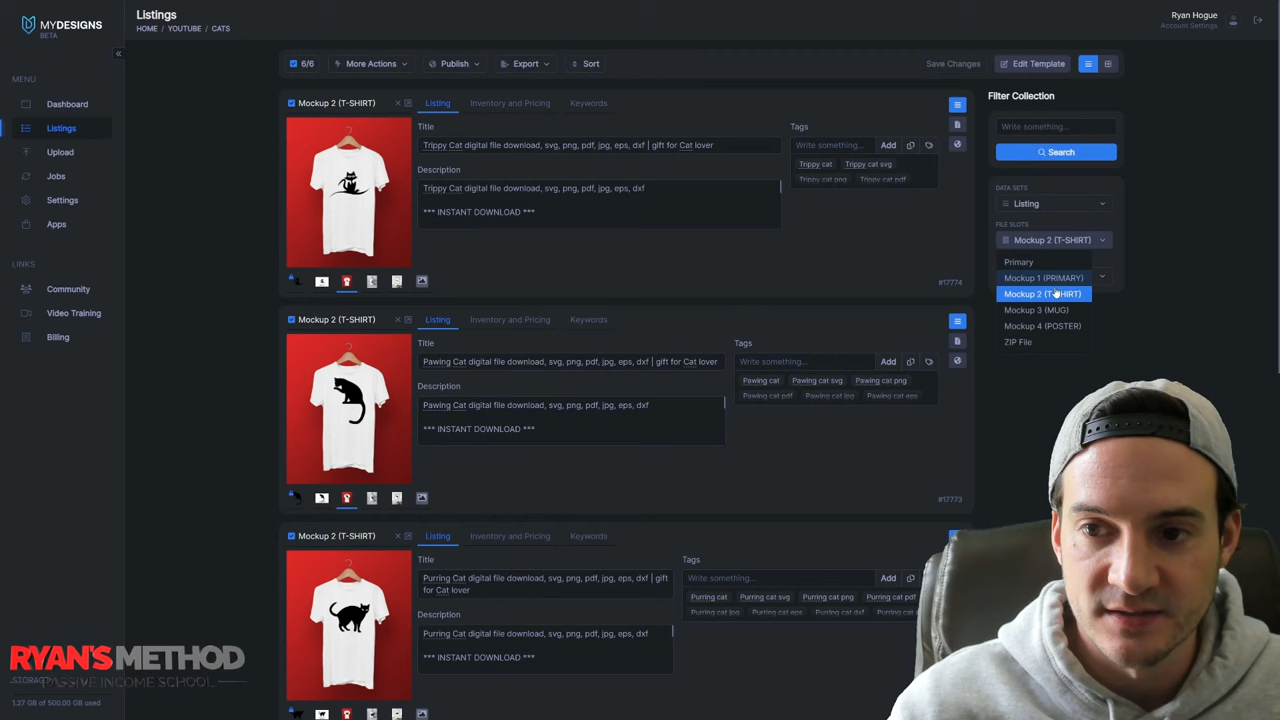 MYDESIGNS
BETA
Listings
HOME / YOUTUBE / CATS
Ryan Hogue
Account Settings
MENU
Dashboard
Listings
Upload
Jobs
Settings
Apps
LINKS
Community
Video Training
Billing
6/6 More Actions Publish Export Sort Save Changes Edit Template
Mockup 2 (T-SHIRT) Listing Inventory and Pricing Keywords
Title
Trippy Cat digital file download, svg, png, pdf, jpg, eps, dxf | gift for Cat lover
Description
Trippy Cat digital file download, svg, png, pdf, jpg, eps, dxf
*** INSTANT DOWNLOAD ***
Tags
Write something... Add
Trippy cat Trippy cat svg
Trippy cat png Trippy cat pdf
#17774
Mockup 2 (T-SHIRT) Listing Inventory and Pricing Keywords
Title
Pawing Cat digital file download, svg, png, pdf, jpg, eps, dxf | gift for Cat lover
Description
Pawing Cat digital file download, svg, png, pdf, jpg, eps, dxf
*** INSTANT DOWNLOAD ***
Tags
Write something... Add
Pawing cat Pawing cat svg Pawing cat png
Pawing cat pdf Pawing cat jpg Pawing cat eps
#17773
Mockup 2 (T-SHIRT) Listing Inventory and Pricing Keywords
Title
Purring Cat digital file download, svg, png, pdf, jpg, eps, dxf | gift
for Cat lover
Description
Purring Cat digital file download, svg, png, pdf, jpg, eps, dxf
*** INSTANT DOWNLOAD ***
Tags
Write something... Add
Purring cat Purring cat svg Purring cat png Purring cat pdf
Purring cat jpg Purring cat eps Purring cat dxf
Filter Collection
Write something...
Search
DATA SETS
Listing
FILE SLOTS
Mockup 2 (T-SHIRT)
Primary
Mockup 1 (PRIMARY)
Mockup 2 (T-SHIRT)
Mockup 3 (MUG)
Mockup 4 (POSTER)
ZIP File
RYAN'S METHOD
PASSIVE INCOME SCHOOL
STORAGE
1.27 GB of 500.00 GB used